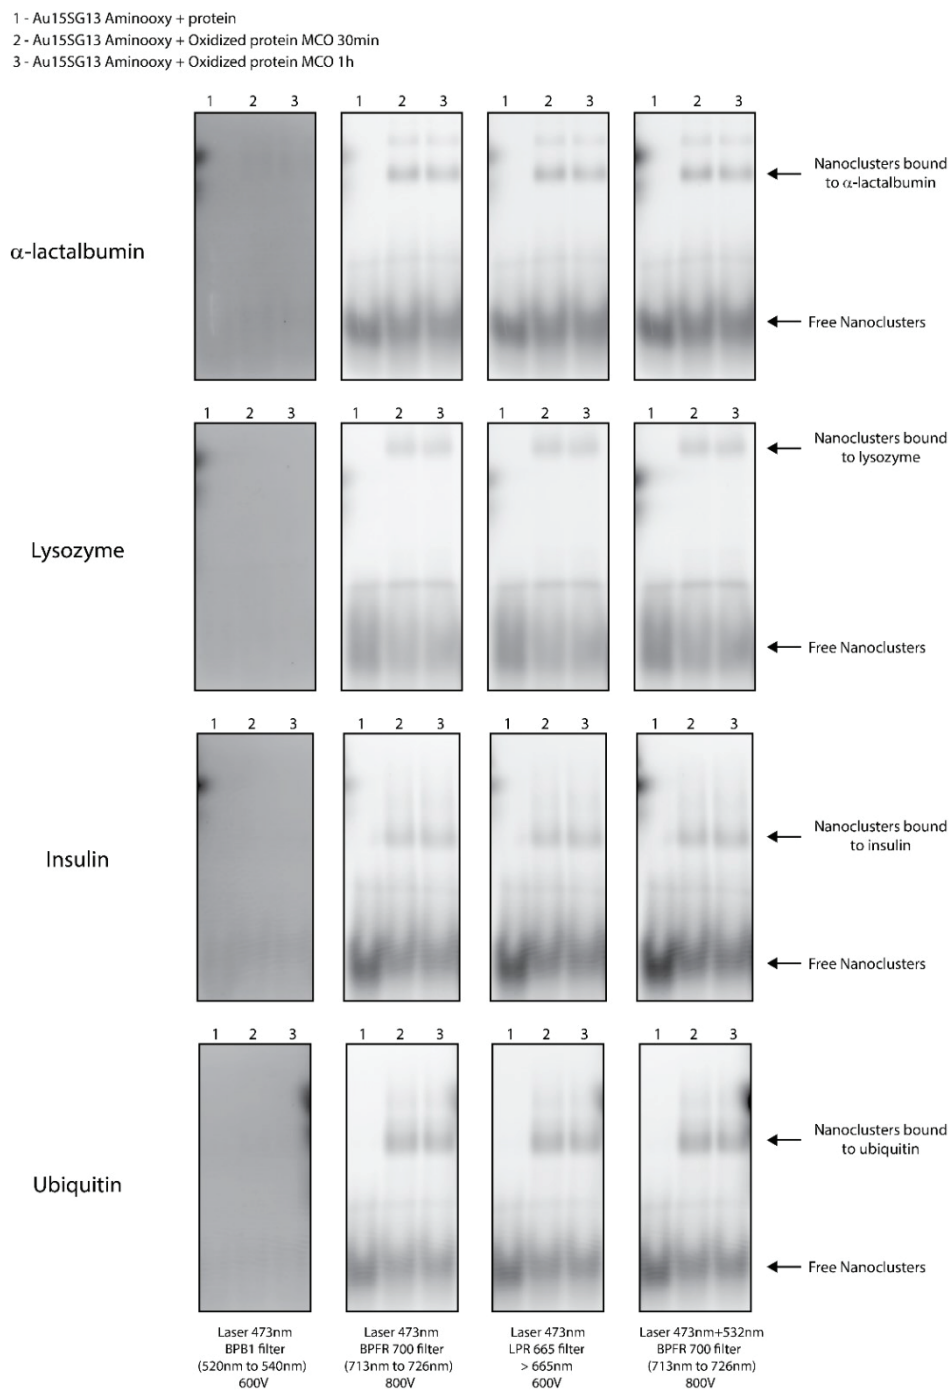 1 - Au15SG13 Aminooxy + protein
2 - Au15SG13 Aminooxy + Oxidized protein MCO 30min
3 - Au15SG13 Aminooxy + Oxidized protein MCO 1h
1 2 3 1 2 3 1 2 3 1 2 3
α-lactalbumin
Nanoclusters bound
to α-lactalbumin
Free Nanoclusters
1 2 3 1 2 3 1 2 3 1 2 3
Lysozyme
Nanoclusters bound
to lysozyme
Free Nanoclusters
1 2 3 1 2 3 1 2 3 1 2 3
Insulin
Nanoclusters bound
to insulin
Free Nanoclusters
1 2 3 1 2 3 1 2 3 1 2 3
Ubiquitin
Nanoclusters bound
to ubiquitin
Free Nanoclusters
Laser 473nm
BPB1 filter
(520nm to 540nm)
600V
Laser 473nm
BPFR 700 filter
(713nm to 726nm)
800V
Laser 473nm
LPR 665 filter
> 665nm
600V
Laser 473nm+532nm
BPFR 700 filter
(713nm to 726nm)
800V